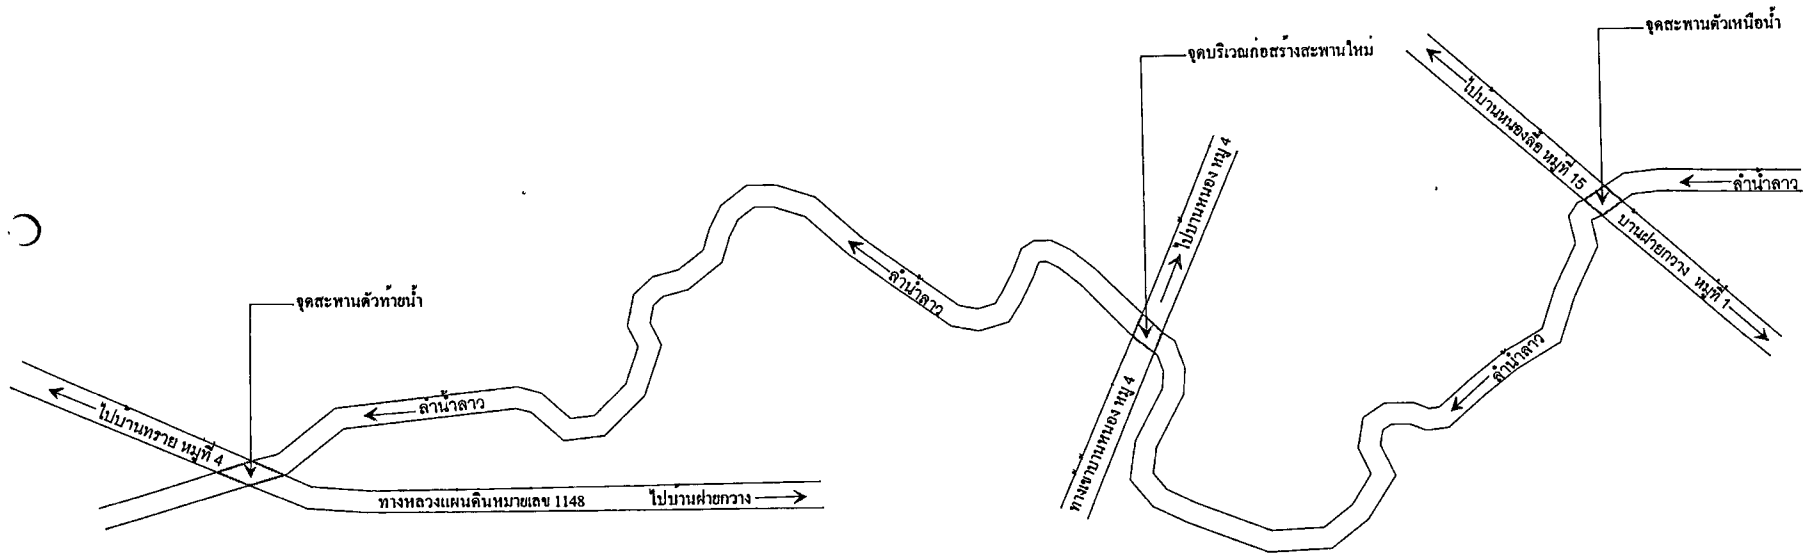 จุดสะพานตัวเหนือน้ำ
จุดบริเวณก่อสร้างสะพานใหม่
ไปบ้านหนองลื้อ หมู่ที่ 15
ลำน้ำลาว
บ้านฝายกวาง หมู่ที่ 1
ไปบ้านหนอง หมู่ 4
ลำน้ำลาว
จุดสะพานตัวท้ายน้ำ
ลำน้ำลาว
ลำน้ำลาว
ทางเข้าบ้านหนอง หมู่ 4
ไปบ้านทราย หมู่ที่ 4
ทางหลวงแผ่นดินหมายเลข 1148
ไปบ้านฝายกวาง